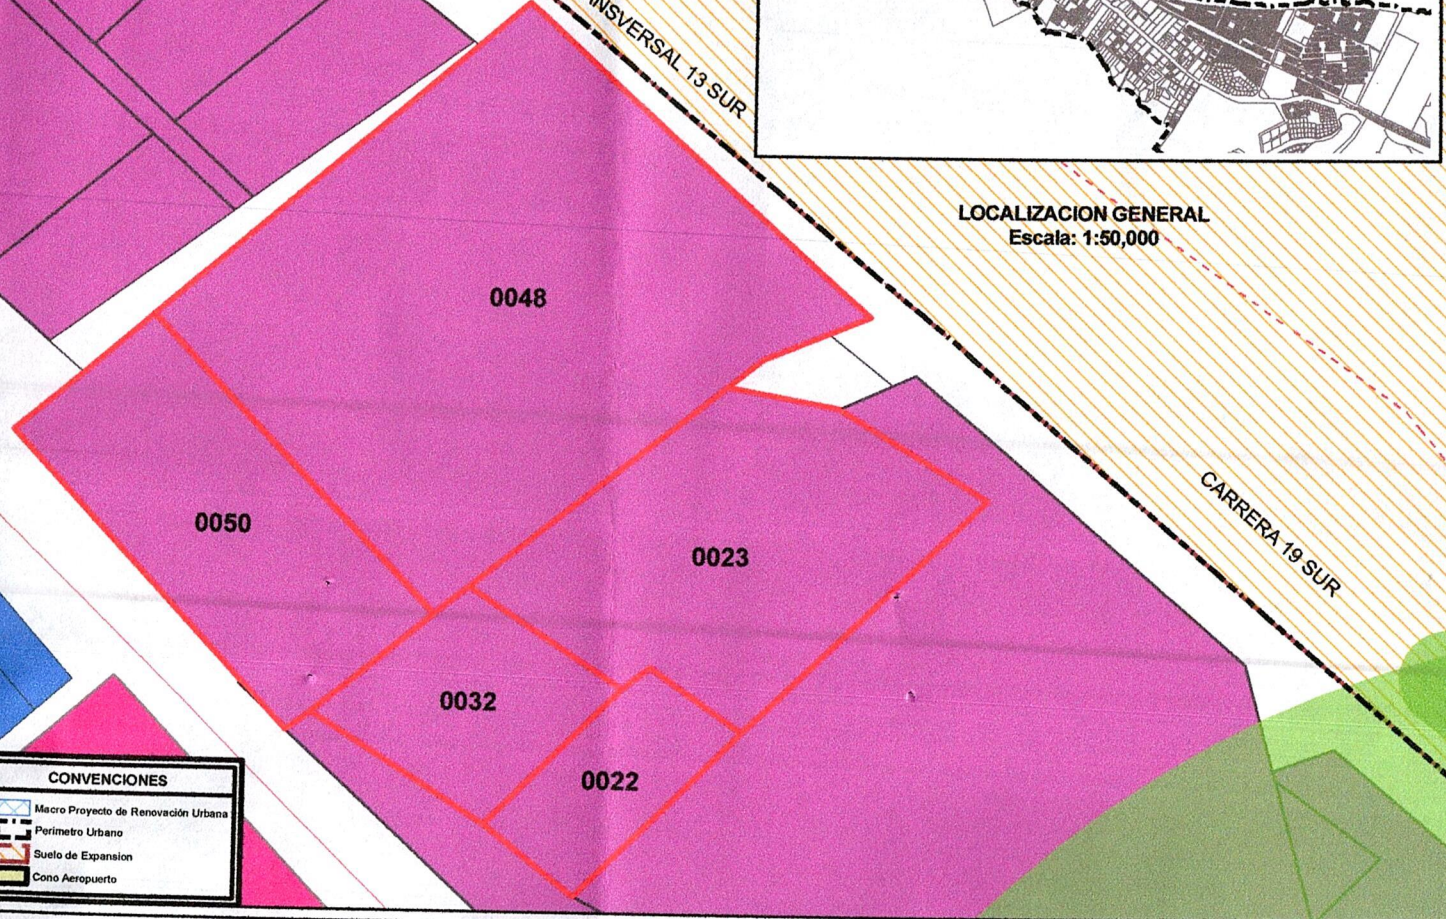 ANSVERSAL 13 SUR
LOCALIZACION GENERAL
Escala: 1:50,000
0048
CARRERA 19 SUR
0050
0023
0032
0022
CONVENCIONES
Macro Proyecto de Renovación Urbana
Perimetro Urbano
Suelo de Expansion
Cono Aeropuerto